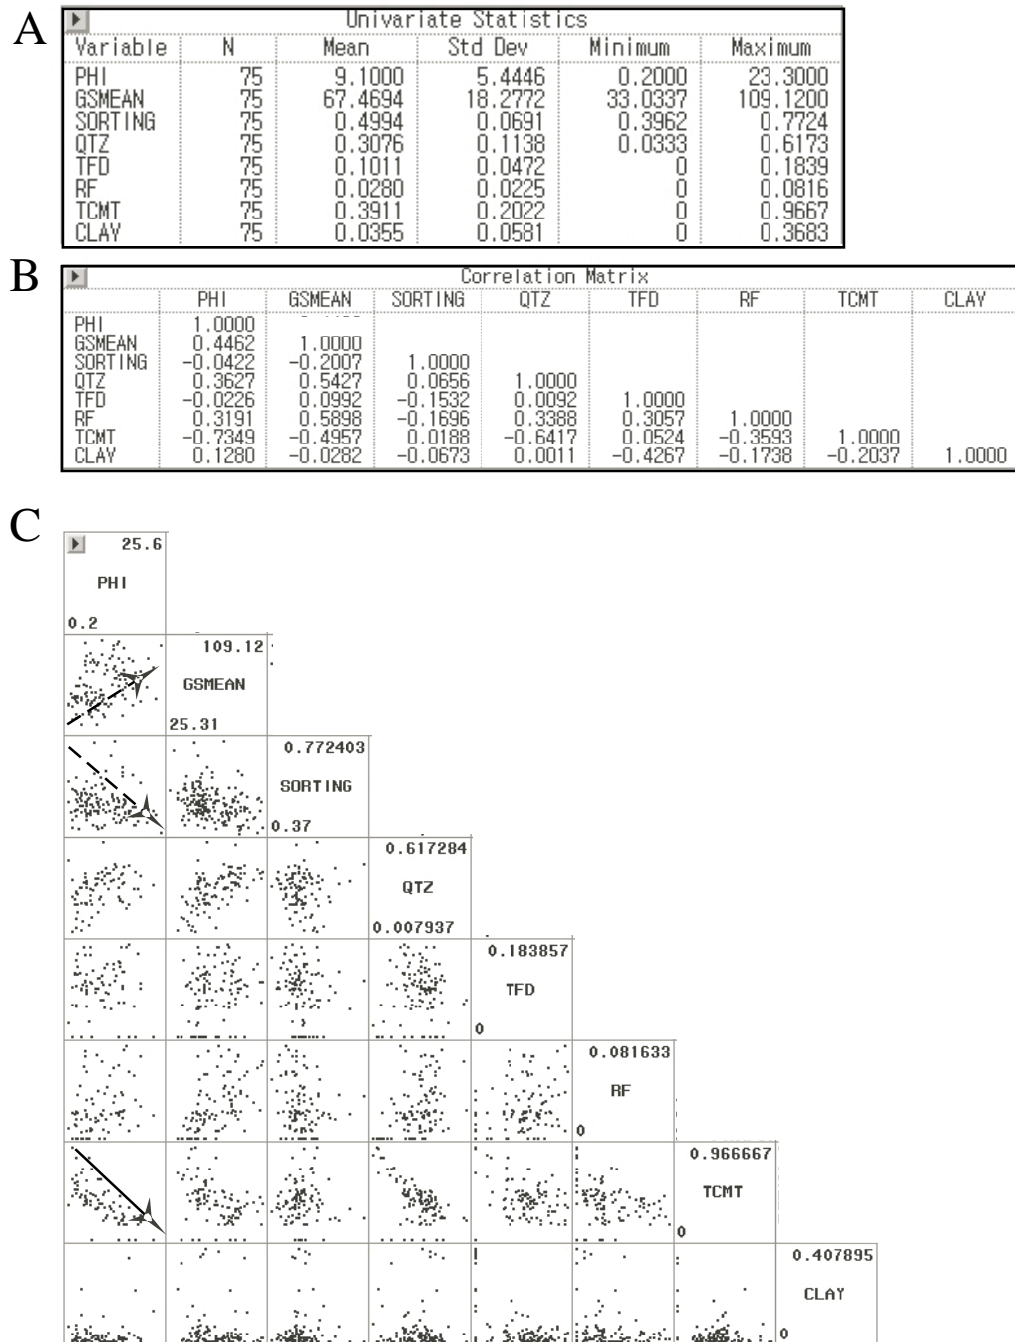 A
Univariate Statistics
Variable N Mean Std Dev Minimum Maximum
PHI 75 9.1000 5.4446 0.2000 23.3000
GSMEAN 75 67.4694 18.2772 33.0337 109.1200
SORTING 75 0.4994 0.0691 0.3962 0.7724
QTZ 75 0.3076 0.1138 0.0333 0.6173
TFD 75 0.1011 0.0472 0 0.1839
RF 75 0.0280 0.0225 0 0.0816
TCMT 75 0.3911 0.2022 0 0.9667
CLAY 75 0.0355 0.0581 0 0.3683
B
Correlation Matrix
PHI GSMEAN SORTING QTZ TFD RF TCMT CLAY
PHI 1.0000
GSMEAN 0.4462 1.0000
SORTING -0.0422 -0.2007 1.0000
QTZ 0.3627 0.5427 0.0656 1.0000
TFD -0.0226 0.0992 -0.1532 0.0092 1.0000
RF 0.3191 0.5898 -0.1696 0.3388 0.3057 1.0000
TCMT -0.7349 -0.4957 0.0188 -0.6417 0.0524 -0.3593 1.0000
CLAY 0.1280 -0.0282 -0.0673 0.0011 -0.4267 -0.1738 -0.2037 1.0000
C
25.6
PHI
0.2
109.12
GSMEAN
25.31
0.772403
SORTING
0.37
0.617284
QTZ
0.007937
0.183857
TFD
0
0.081633
RF
0
0.966667
TCMT
0
0.407895
CLAY
0